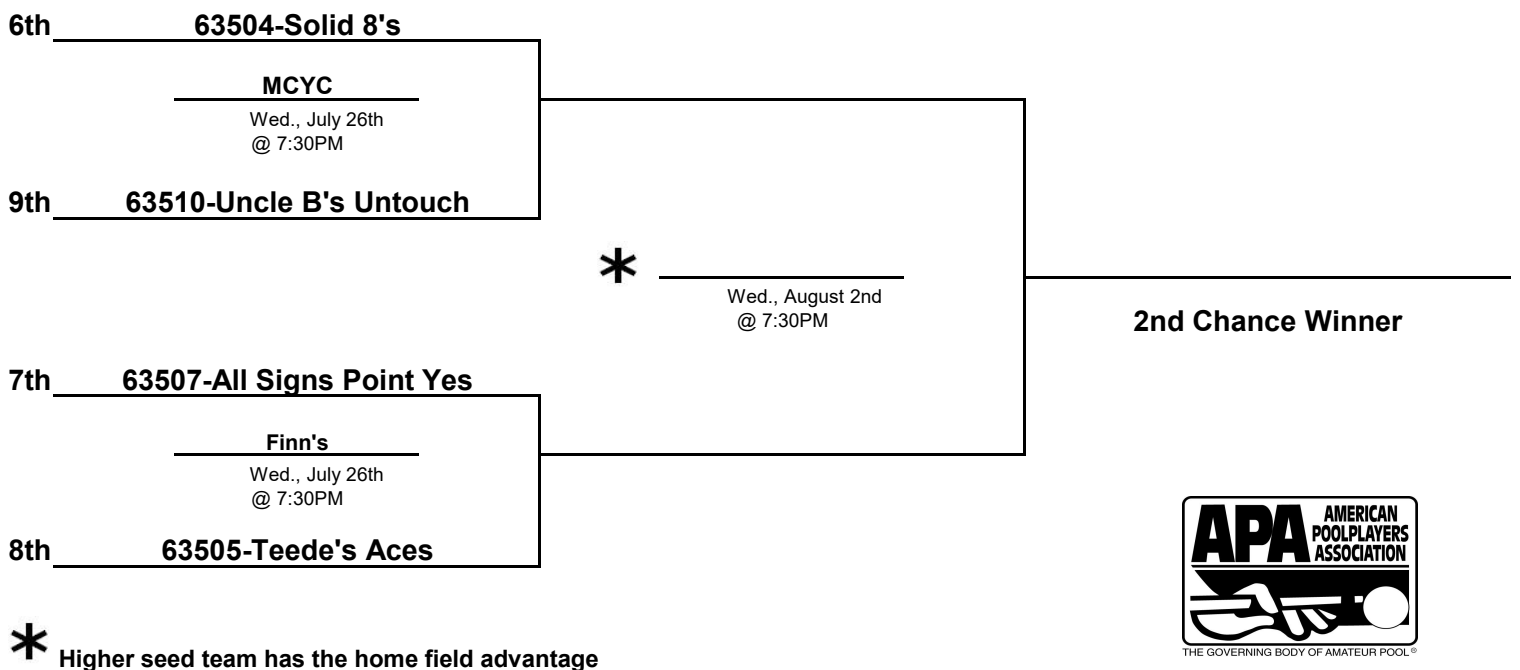 6th 63504-Solid 8's
MCYC
Wed., July 26th
@ 7:30PM
9th 63510-Uncle B's Untouch
*
Wed., August 2nd
@ 7:30PM
2nd Chance Winner
7th 63507-All Signs Point Yes
Finn's
Wed., July 26th
@ 7:30PM
8th 63505-Teede's Aces
* Higher seed team has the home field advantage
APA AMERICAN
POOLPLAYERS
ASSOCIATION
THE GOVERNING BODY OF AMATEUR POOL®